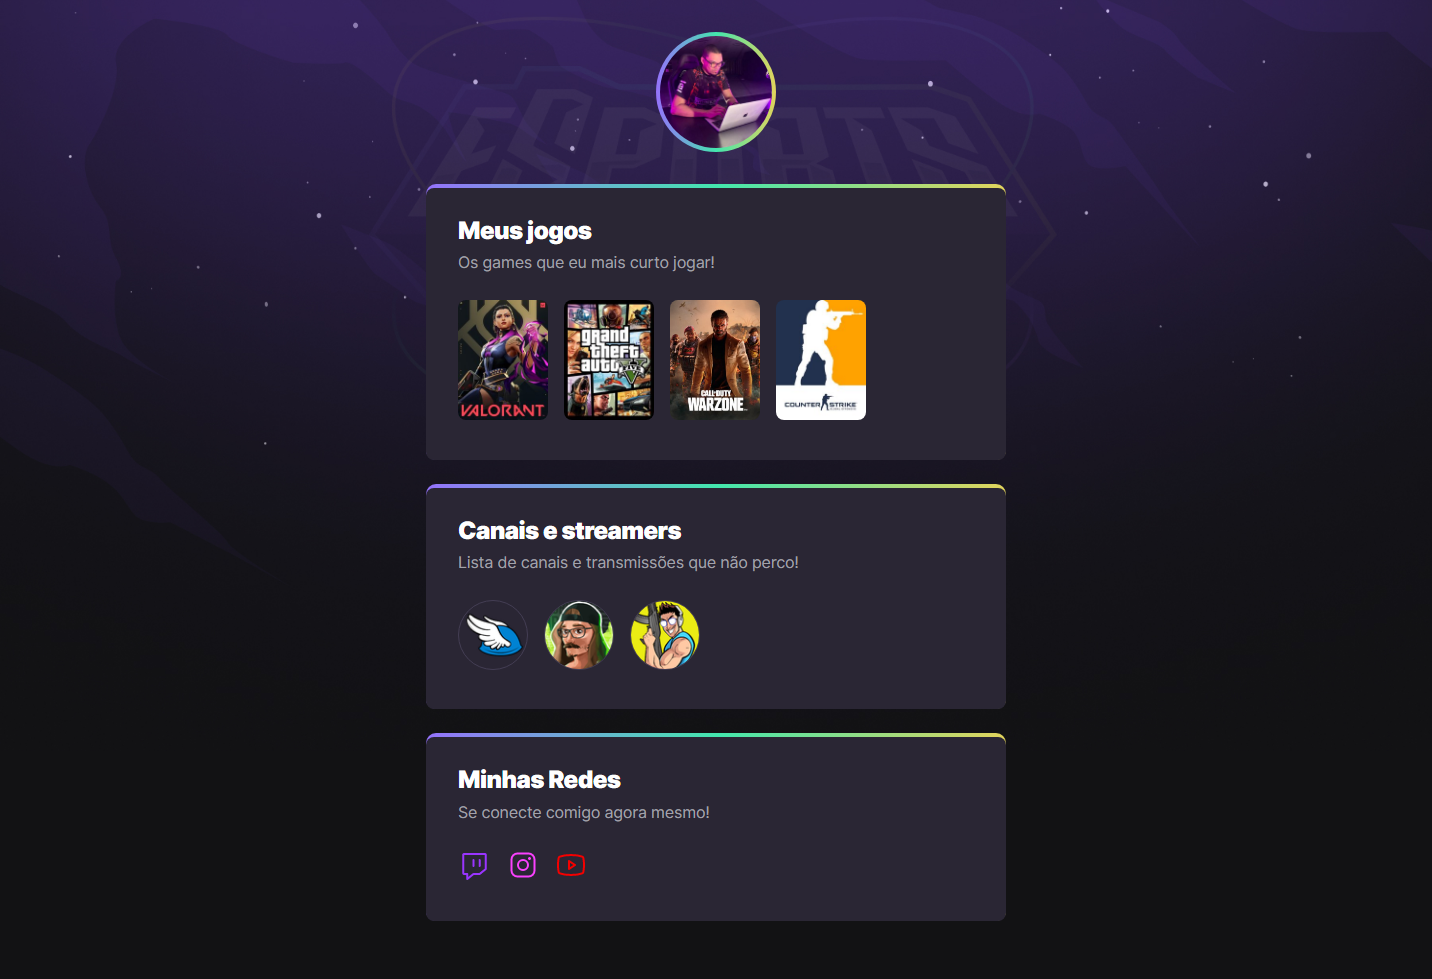 ESPORTS
Meus jogos
Os games que eu mais curto jogar!
VALORANT
grand
theft
auto
V
FIVE
CALL OF DUTY
WARZONE
COUNTER STRIKE
Canais e streamers
Lista de canais e transmissões que não perco!
Minhas Redes
Se conecte comigo agora mesmo!